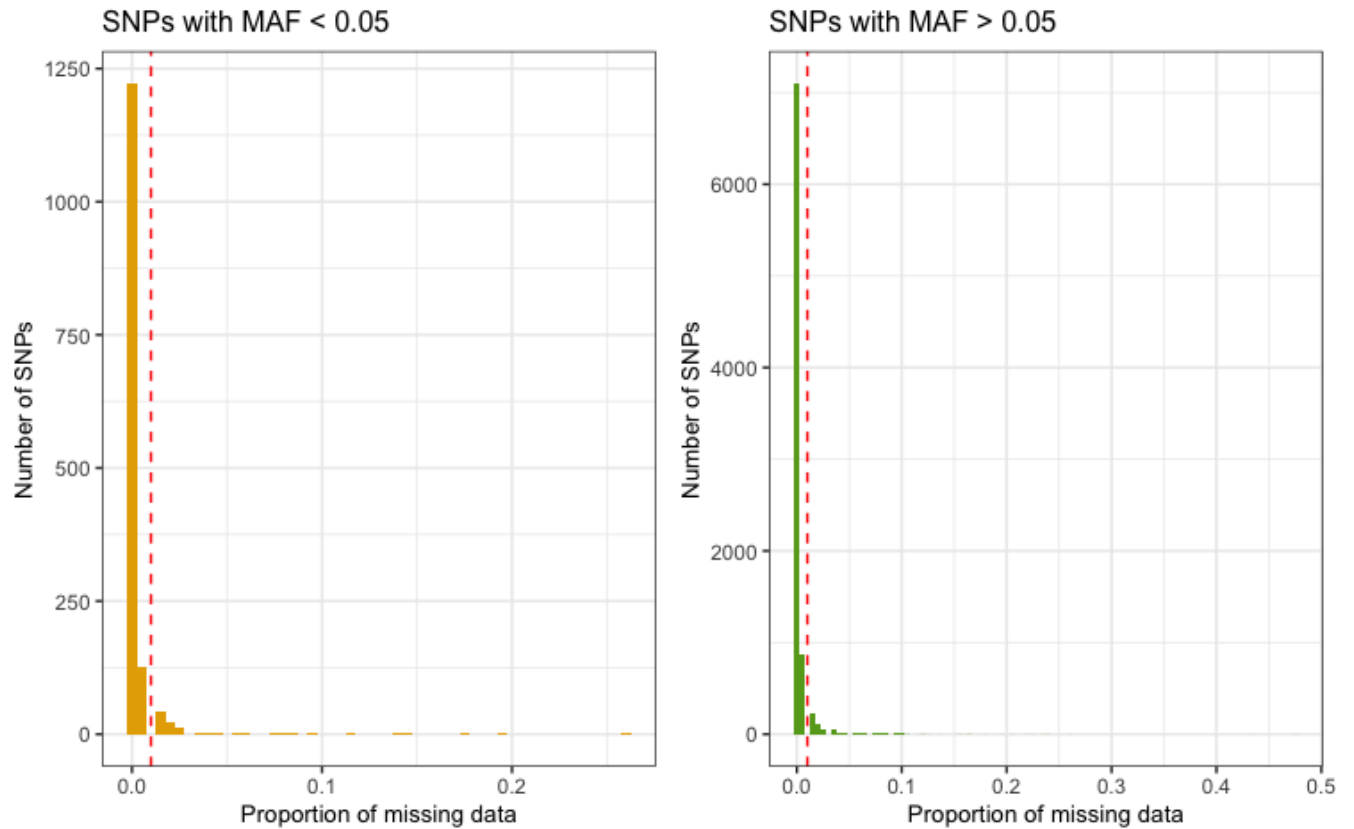 SNPs with MAF < 0.05
Number of SNPs
1250
1000
750
500
250
0
0.0 0.1 0.2
Proportion of missing data
SNPs with MAF > 0.05
Number of SNPs
6000
4000
2000
0
0.0 0.1 0.2 0.3 0.4 0.5
Proportion of missing data